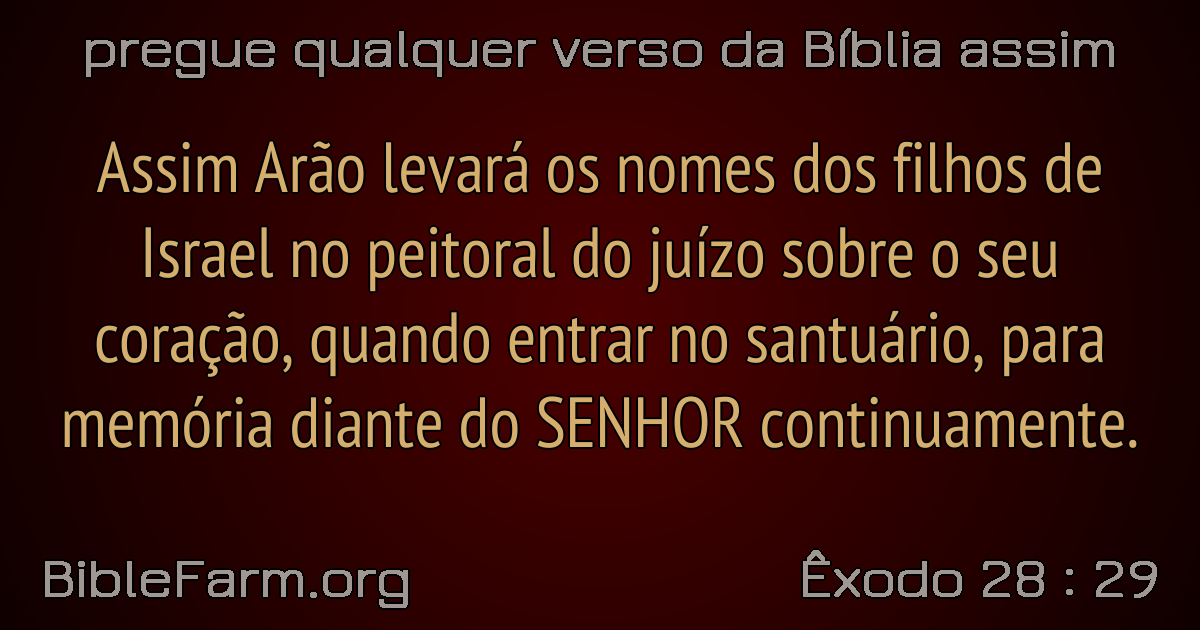 pregue qualquer verso da Bíblia assim
Assim Arão levará os nomes dos filhos de
Israel no peitoral do juízo sobre o seu
coração, quando entrar no santuário, para
memória diante do SENHOR continuamente.
BibleFarm.org
Êxodo 28 : 29